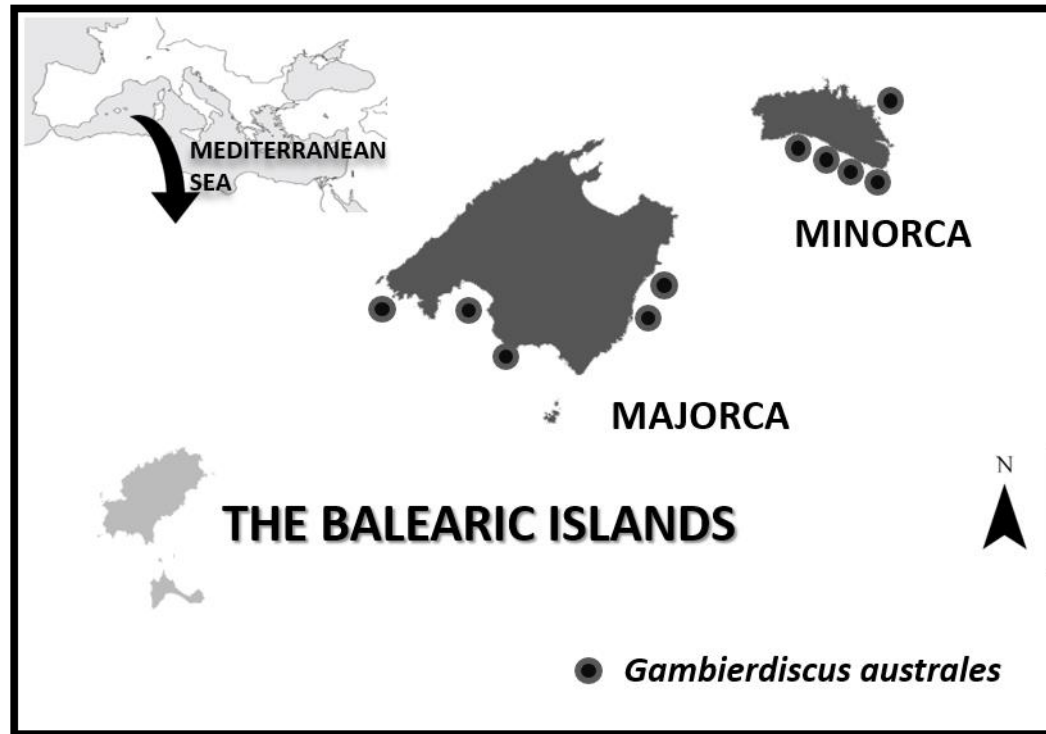 MEDITERRANEAN
SEA
MINORCA
MAJORCA
N
THE BALEARIC ISLANDS
Gambierdiscus australes